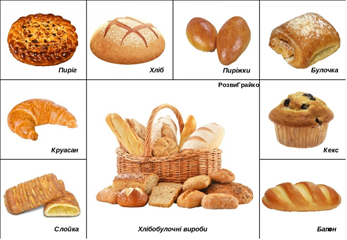 Пиріг
Хліб
Пиріжки
Булочка
РозвиГрайко
Круасан
Кекс
Слойка
Хлібобулочні вироби
Батон